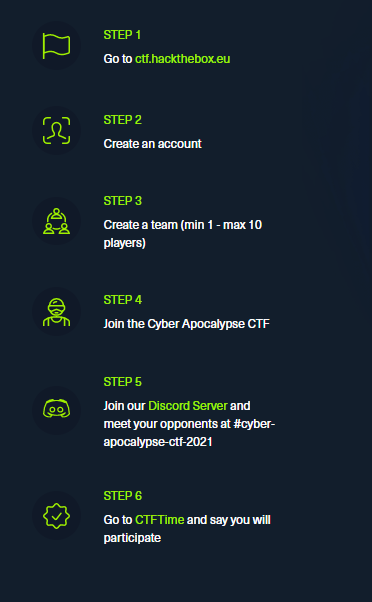 STEP 1
Go to ctf.hackthebox.eu
STEP 2
Create an account
STEP 3
Create a team (min 1 - max 10
players)
STEP 4
Join the Cyber Apocalypse CTF
STEP 5
Join our Discord Server and
meet your opponents at #cyber-
apocalypse-ctf-2021
STEP 6
Go to CTFTime and say you will
participate